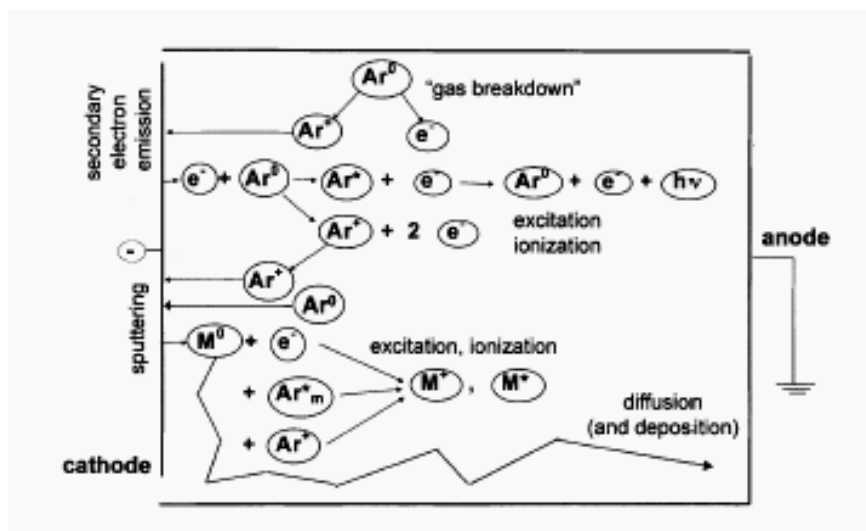 Ar⁰
"gas breakdown"
Ar⁺
e⁻
secondary
electron
emission
e⁻ + Ar⁰ Ar* + e⁻ Ar⁰ + e⁻ + hν
Ar⁺ + 2 e⁻
excitation
ionization
anode
-
Ar⁺
Ar⁰
sputtering
M⁰ + e⁻
excitation, ionization
+ Ar*m
M⁺ , M*
+ Ar⁺
diffusion
(and deposition)
cathode